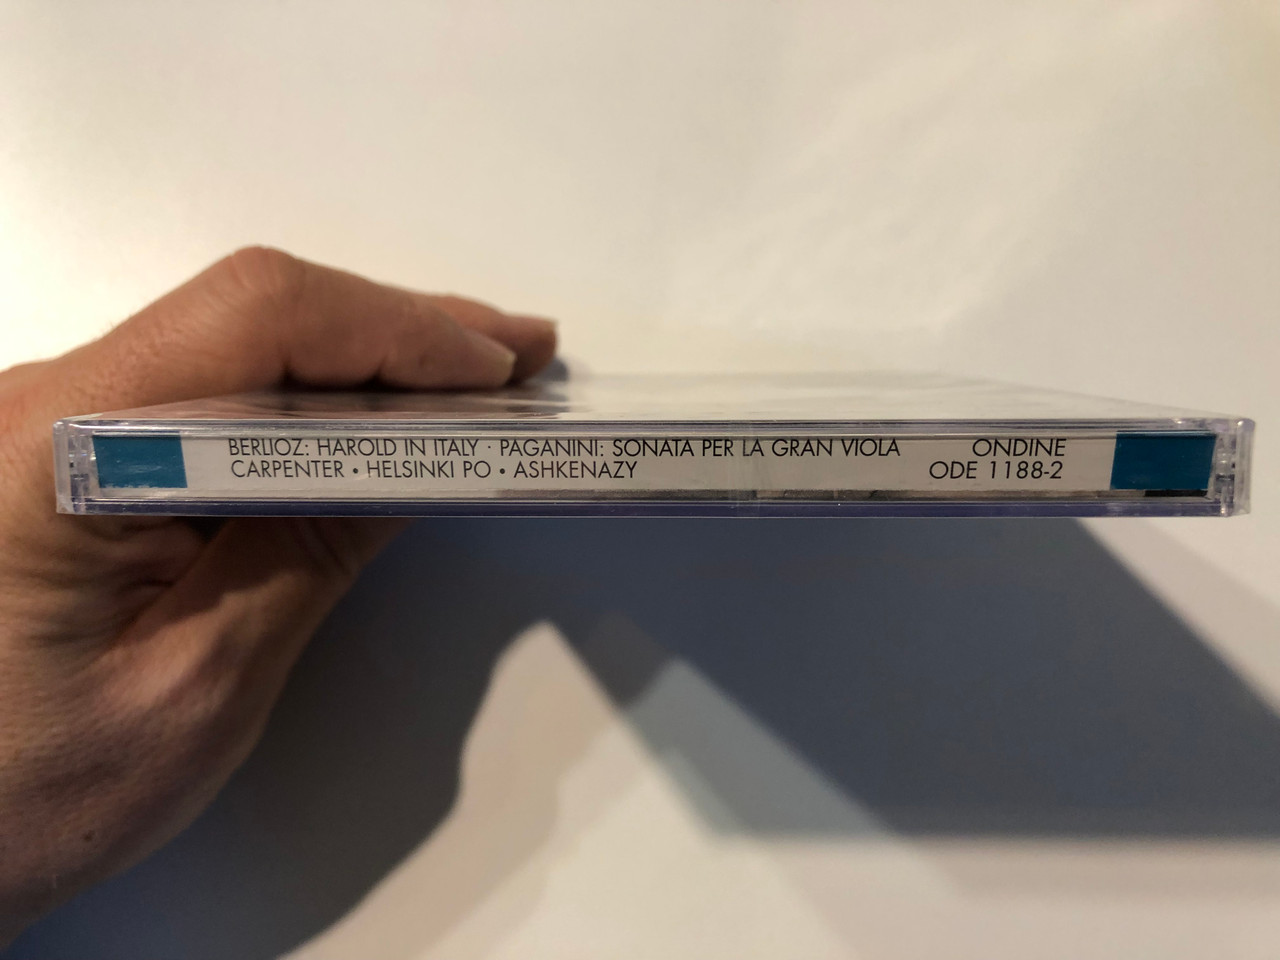 BERLIOZ: HAROLD IN ITALY · PAGANINI: SONATA PER LA GRAN VIOLA ONDINE
CARPENTER • HELSINKI PO • ASHKENAZY ODE 1188-2